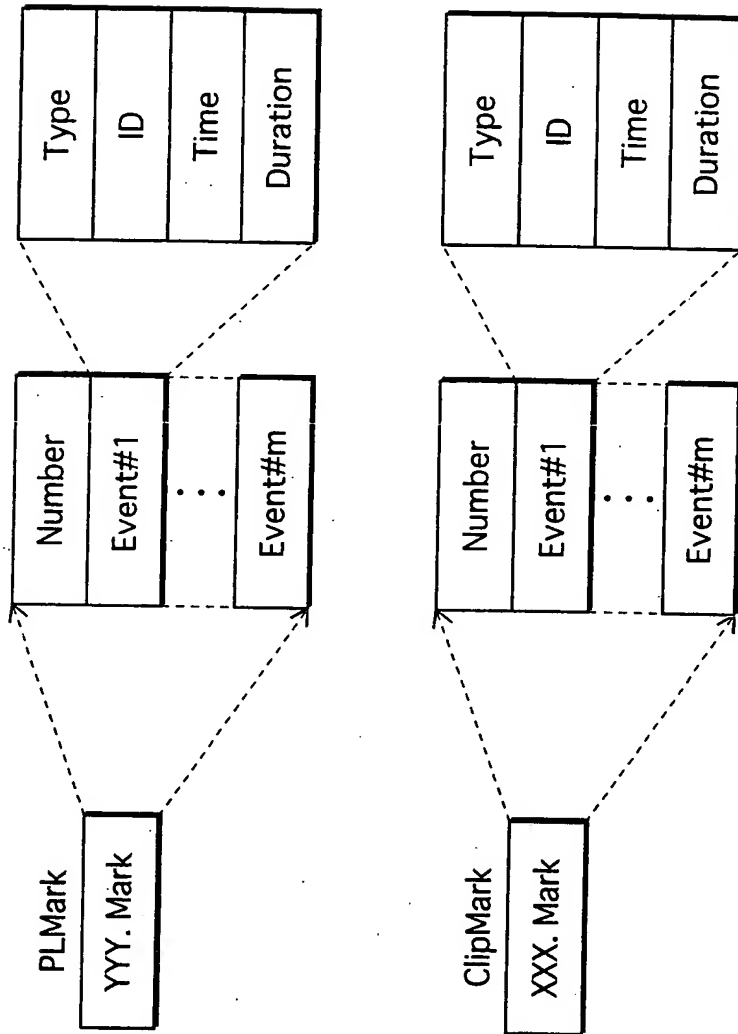 PLMark
YYY. Mark
Number
Event#1
. . .
Event#m
Type
ID
Time
Duration
ClipMark
XXX. Mark
Number
Event#1
. . .
Event#m
Type
ID
Time
Duration